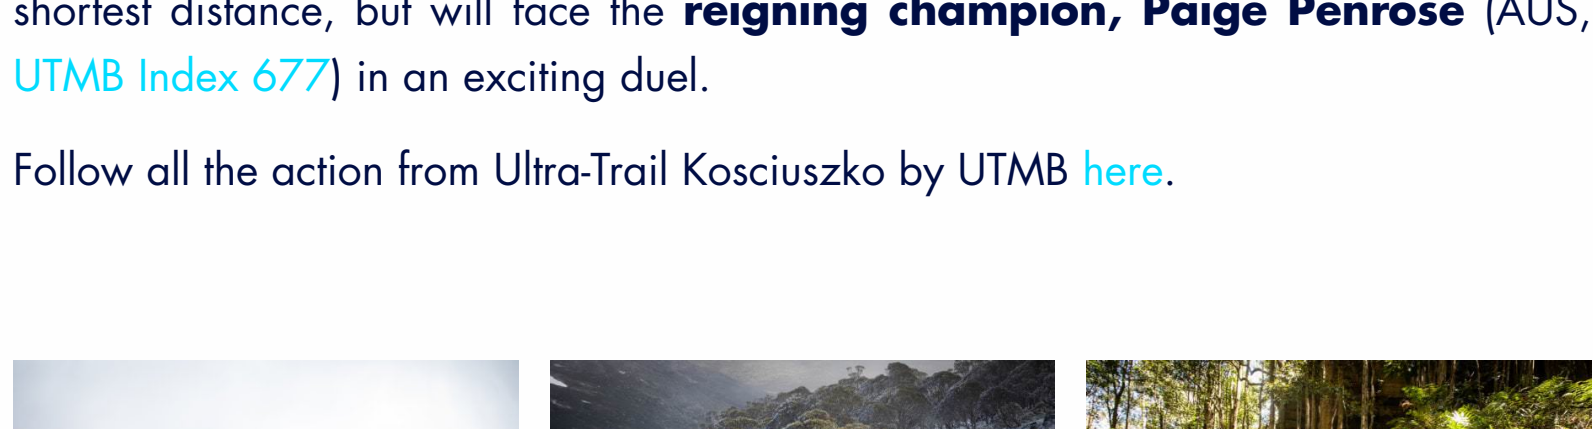 shortest distance, but will face the reigning champion, Paige Penrose (AUS,
UTMB Index 677) in an exciting duel.
Follow all the action from Ultra-Trail Kosciuszko by UTMB here.